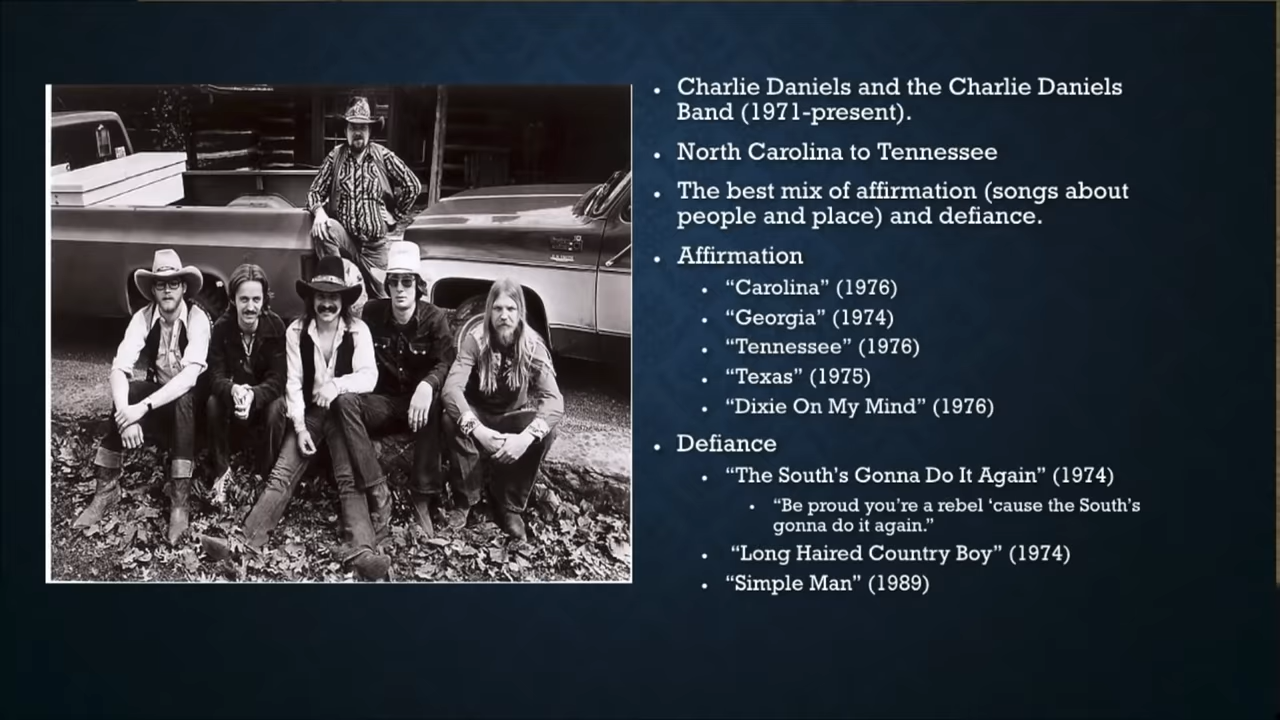 Charlie Daniels and the Charlie Daniels
Band (1971-present).
North Carolina to Tennessee
The best mix of affirmation (songs about
people and place) and defiance.
Affirmation
“Carolina” (1976)
“Georgia” (1974)
“Tennessee” (1976)
“Texas” (1975)
“Dixie On My Mind” (1976)
Defiance
“The South’s Gonna Do It Again” (1974)
“Be proud you’re a rebel ‘cause the South’s
gonna do it again.”
“Long Haired Country Boy” (1974)
“Simple Man” (1989)